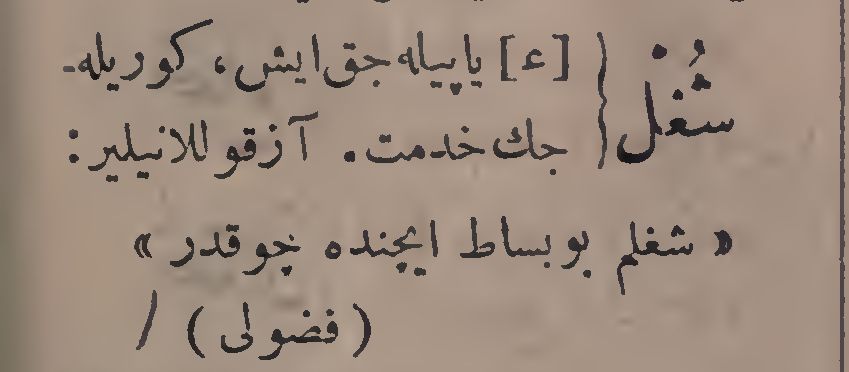 شُغْل { [ع] یاپیله جق ایش، کوریله-
جك خدمت. آز قوللانیلیر:
« شغلم بو بساط ایچنده چوقدر »
( فضولی ) /